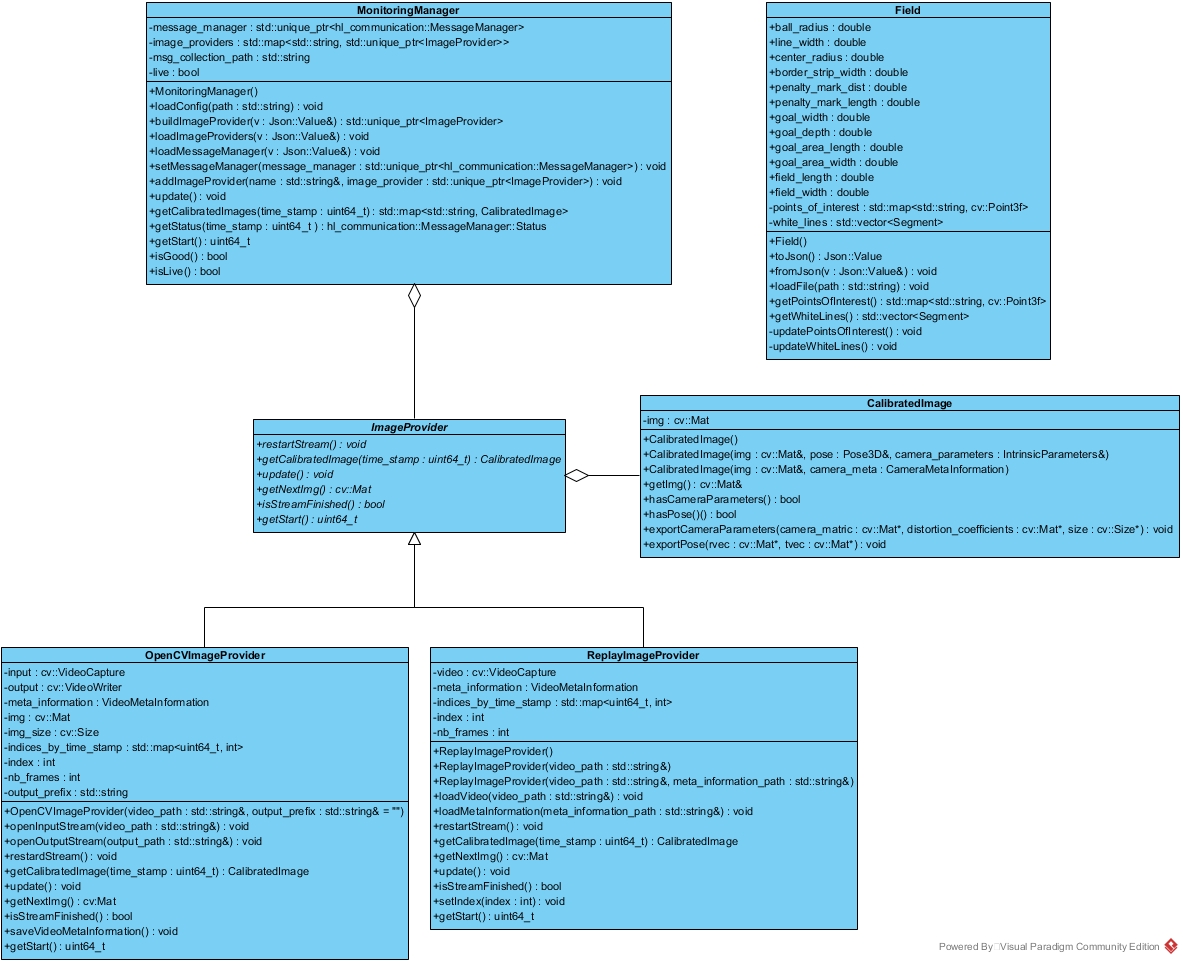 MonitoringManager
-message_manager : std::unique_ptr<hl_communication::MessageManager>
-image_providers : std::map<std::string, std::unique_ptr<ImageProvider>>
-msg_collection_path : std::string
-live : bool
+MonitoringManager()
+loadConfig(path : std::string) : void
+buildImageProvider(v : Json::Value&) : std::unique_ptr<ImageProvider>
+loadImageProviders(v : Json::Value&) : void
+loadMessageManager(v : Json::Value&) : void
+setMessageManager(message_manager : std::unique_ptr<hl_communication::MessageManager>) : void
+addImageProvider(name : std::string&, image_provider : std::unique_ptr<ImageProvider>) : void
+update() : void
+getCalibratedImages(time_stamp : uint64_t) : std::map<std::string, CalibratedImage>
+getStatus(time_stamp : uint64_t ) : hl_communication::MessageManager::Status
+getStart() : uint64_t
+isGood() : bool
+isLive() : bool
Field
+ball_radius : double
+line_width : double
+center_radius : double
+border_strip_width : double
+penalty_mark_dist : double
+penalty_mark_length : double
+goal_width : double
+goal_depth : double
+goal_area_length : double
+goal_area_width : double
+field_length : double
+field_width : double
-points_of_interest : std::map<std::string, cv::Point3f>
-white_lines : std::vector<Segment>
+Field()
+toJson() : Json::Value
+fromJson(v : Json::Value&) : void
+loadFile(path : std::string) : void
+getPointsOfInterest() : std::map<std::string, cv::Point3f>
+getWhiteLines() : std::vector<Segment>
-updatePointsOfInterest() : void
-updateWhiteLines() : void
ImageProvider
+restartStream() : void
+getCalibratedImage(time_stamp : uint64_t) : CalibratedImage
+update() : void
+getNextImg() : cv::Mat
+isStreamFinished() : bool
+getStart() : uint64_t
CalibratedImage
-img : cv::Mat
+CalibratedImage()
+CalibratedImage(img : cv::Mat&, pose : Pose3D&, camera_parameters : IntrinsicParameters&)
+CalibratedImage(img : cv::Mat&, camera_meta : CameraMetaInformation)
+getImg() : cv::Mat&
+hasCameraParameters() : bool
+hasPose()() : bool
+exportCameraParameters(camera_matric : cv::Mat*, distortion_coefficients : cv::Mat*, size : cv::Size*) : void
+exportPose(rvec : cv::Mat*, tvec : cv::Mat*) : void
OpenCVImageProvider
-input : cv::VideoCapture
-output : cv::VideoWriter
-meta_information : VideoMetaInformation
-img : cv::Mat
-img_size : cv::Size
-indices_by_time_stamp : std::map<uint64_t, int>
-index : int
-nb_frames : int
-output_prefix : std::string
+OpenCVImageProvider(video_path : std::string&, output_prefix : std::string& = "")
+openInputStream(video_path : std::string&) : void
+openOutputStream(output_path : std::string&) : void
+restardStream() : void
+getCalibratedImage(time_stamp : uint64_t) : CalibratedImage
+update() : void
+getNextImg() : cv:Mat
+isStreamFinished() : bool
+saveVideoMetaInformation() : void
+getStart() : uint64_t
ReplayImageProvider
-video : cv::VideoCapture
-meta_information : VideoMetaInformation
-indices_by_time_stamp : std::map<uint64_t, int>
-index : int
-nb_frames : int
+ReplayImageProvider()
+ReplayImageProvider(video_path : std::string&)
+ReplayImageProvider(video_path : std::string&, meta_information_path : std::string&)
+loadVideo(video_path : std::string&) : void
+loadMetaInformation(meta_information_path : std::string&) : void
+restartStream() : void
+getCalibratedImage(time_stamp : uint64_t) : CalibratedImage
+getNextImg() : cv::Mat
+update() : void
+isStreamFinished() : bool
+setIndex(index : int) : void
+getStart() : uint64_t
Powered By Visual Paradigm Community Edition